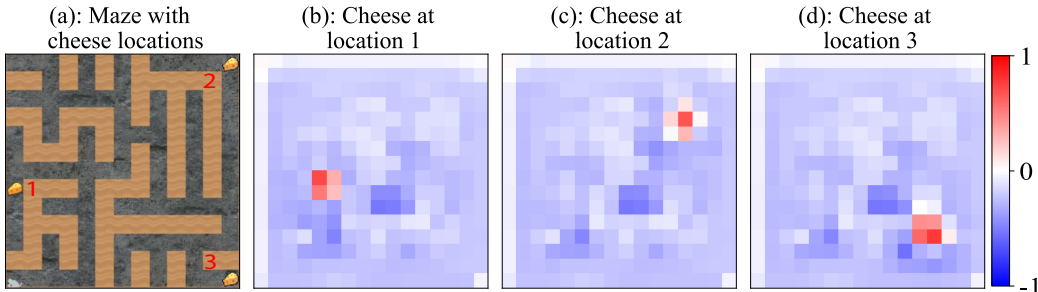 (a): Maze with
cheese locations
(b): Cheese at
location 1
(c): Cheese at
location 2
(d): Cheese at
location 3
2
1
3
1
0
-1